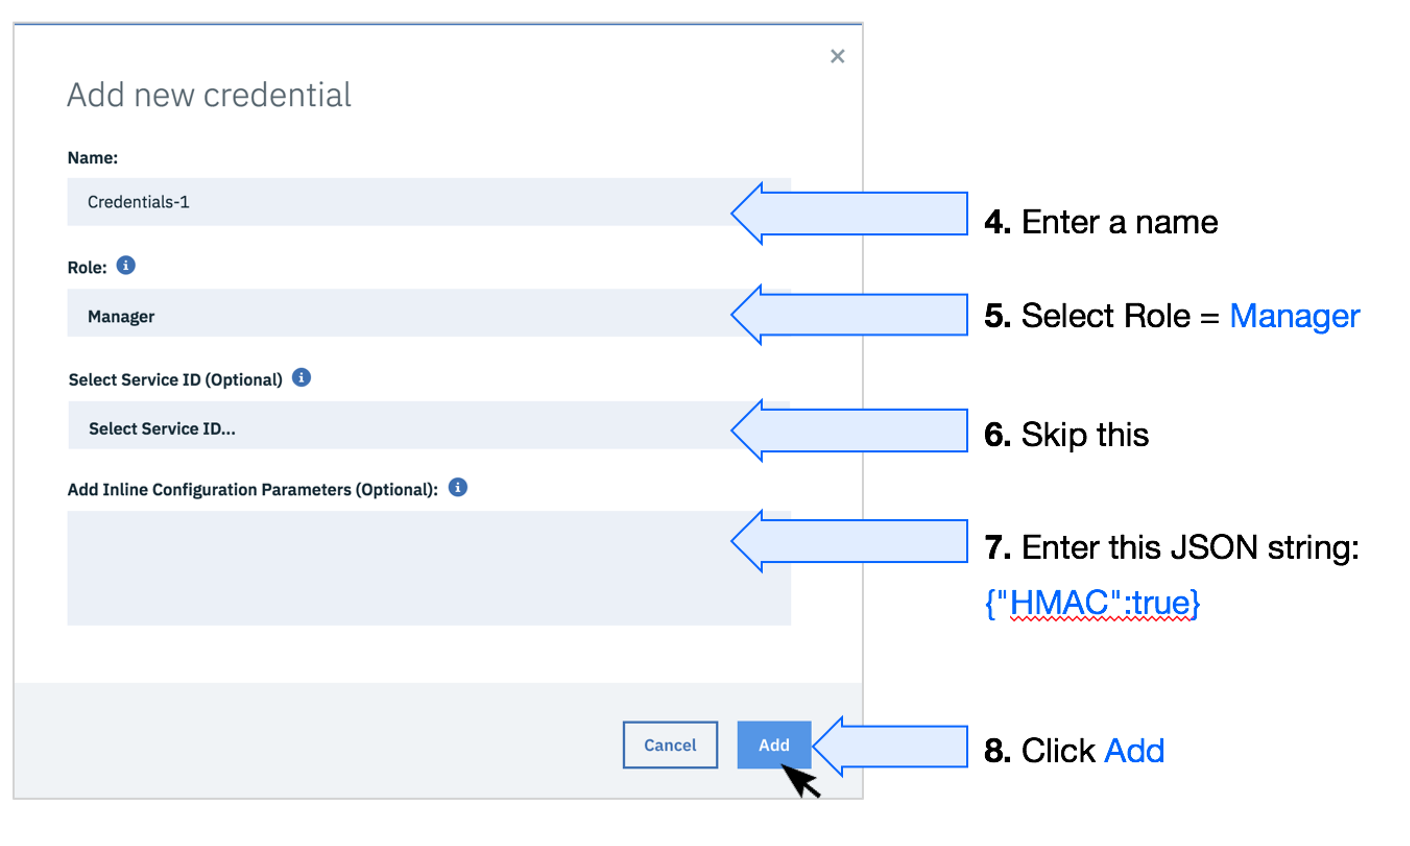 ×
Add new credential
Name:
Credentials-1
4. Enter a name
Role: i
Manager
5. Select Role = Manager
Select Service ID (Optional) i
Select Service ID...
6. Skip this
Add Inline Configuration Parameters (Optional): i
7. Enter this JSON string:
{"HMAC":true}
Cancel
Add
8. Click Add